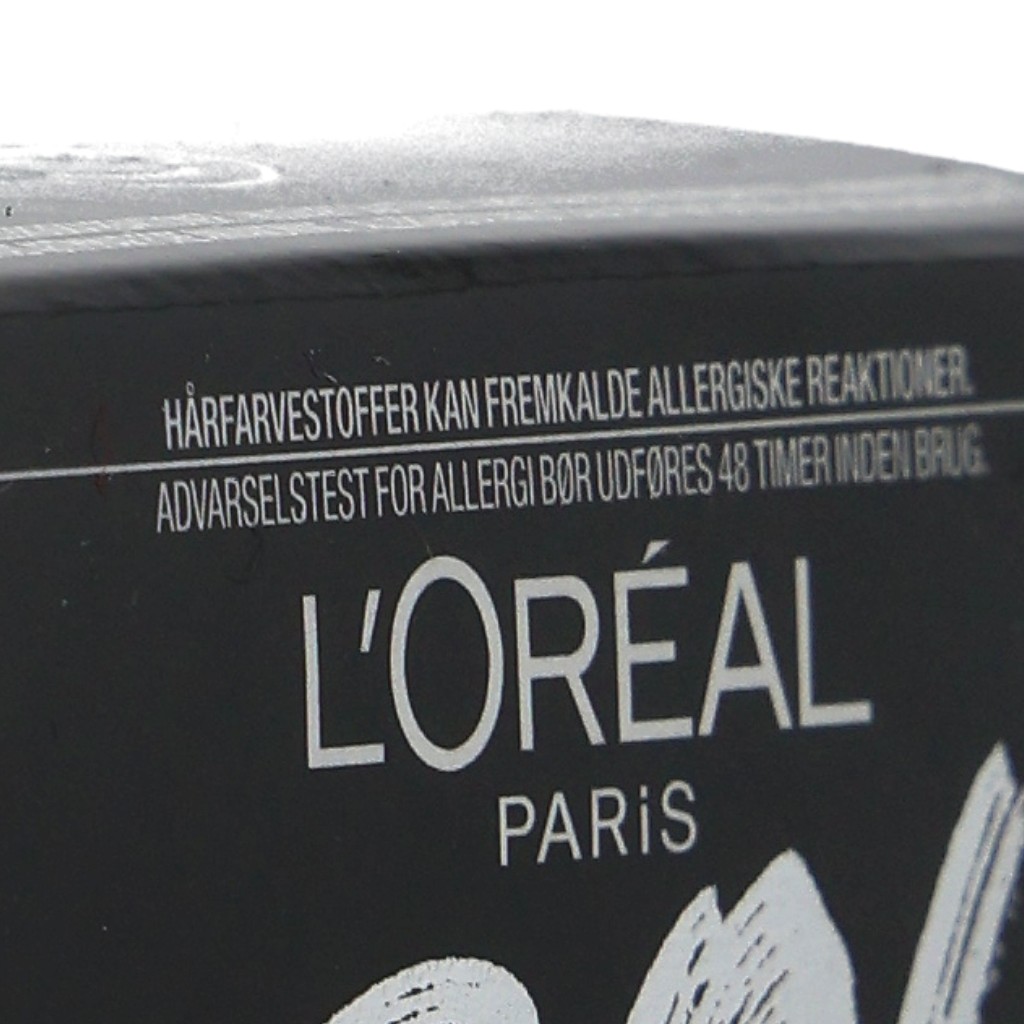 HÅRFARVESTOFFER KAN FREMKALDE ALLERGISKE REAKTIONER.
ADVARSELSTEST FOR ALLERGI BØR UDFØRES 48 TIMER INDEN BRUG.
L'ORÉAL
PARiS